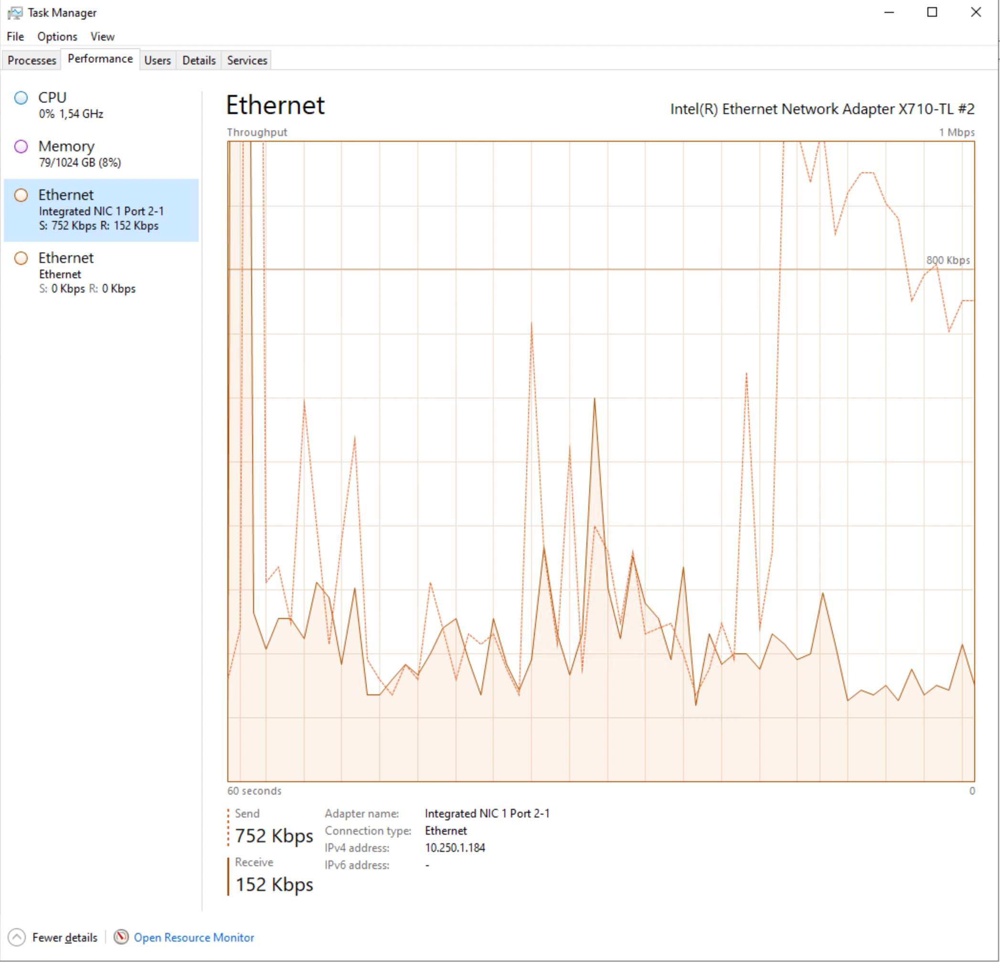 Task Manager
File Options View
Processes Performance Users Details Services
CPU
0% 1,54 GHz
Memory
79/1024 GB (8%)
Ethernet
Integrated NIC 1 Port 2-1
S: 752 Kbps R: 152 Kbps
Ethernet
Ethernet
S: 0 Kbps R: 0 Kbps
Ethernet
Intel(R) Ethernet Network Adapter X710-TL #2
Throughput
1 Mbps
800 Kbps
60 seconds
0
Send
752 Kbps
Receive
152 Kbps
Adapter name: Integrated NIC 1 Port 2-1
Connection type: Ethernet
IPv4 address: 10.250.1.184
IPv6 address: -
Fewer details
Open Resource Monitor